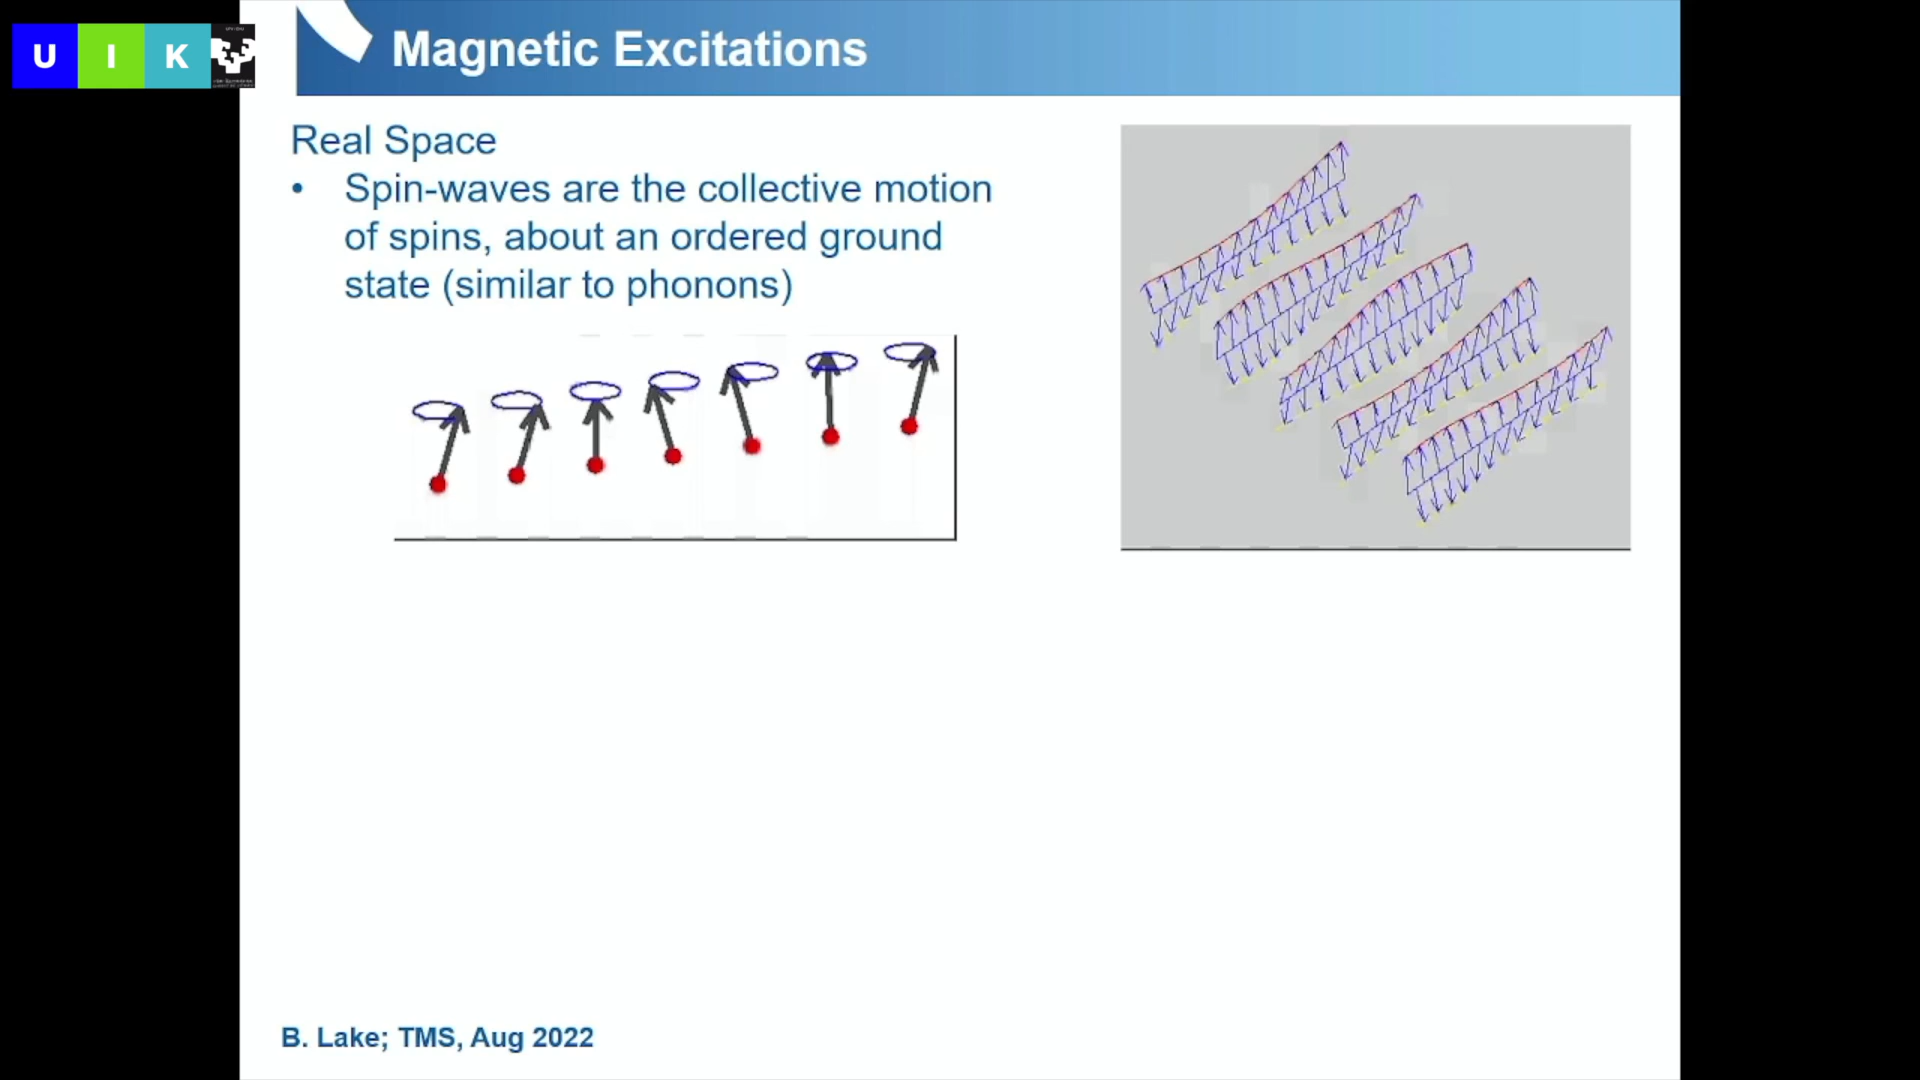 U I K
Magnetic Excitations
Real Space
• Spin-waves are the collective motion
of spins, about an ordered ground
state (similar to phonons)
B. Lake; TMS, Aug 2022